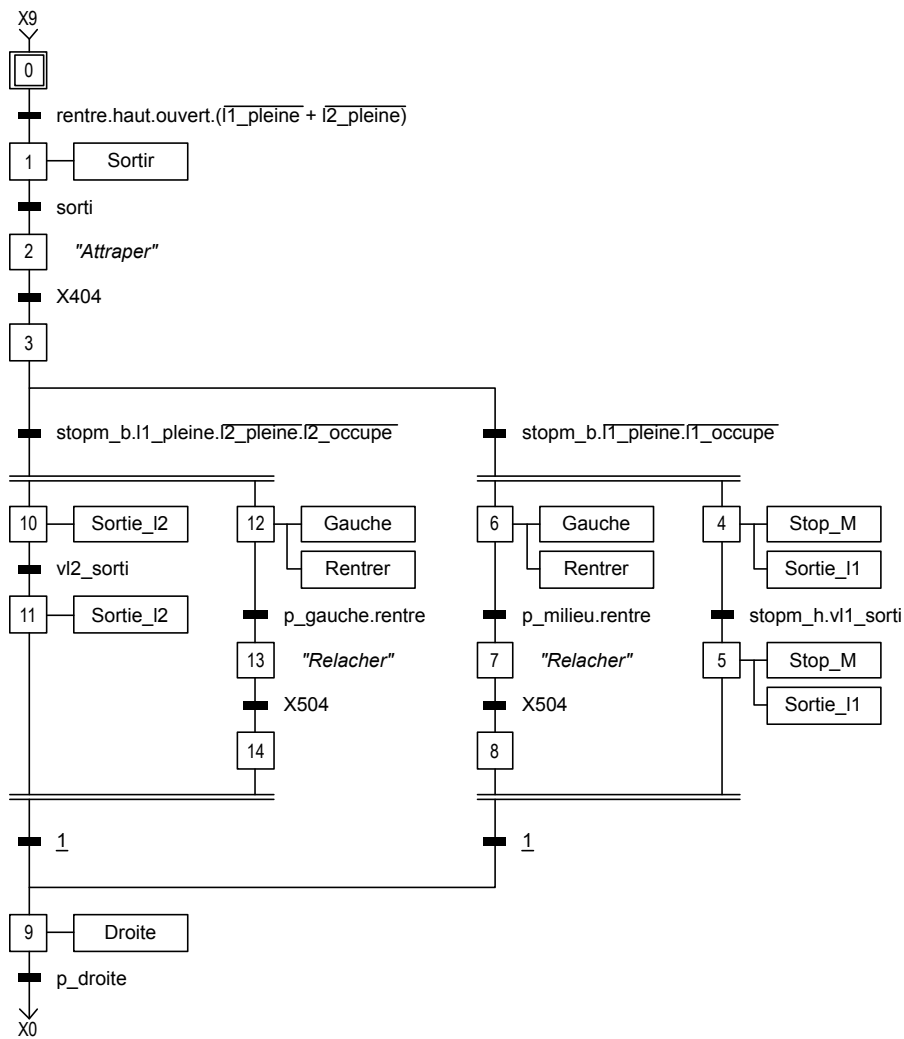 X9
0
rentre.haut.ouvert.(l1_pleine + l2_pleine)
1 Sortir
sorti
2 "Attraper"
X404
3
stopm_b.l1_pleine.l2_pleine.l2_occupe stopm_b.l1_pleine.l1_occupe
10 Sortie_l2 12 Gauche 6 Gauche 4 Stop_M
Rentrer Rentrer Sortie_l1
vl2_sorti
11 Sortie_l2 p_gauche.rentre p_milieu.rentre stopm_h.vl1_sorti
13 "Relacher" 7 "Relacher" 5 Stop_M
X504 X504 Sortie_l1
14 8
1 1
9 Droite
p_droite
X0